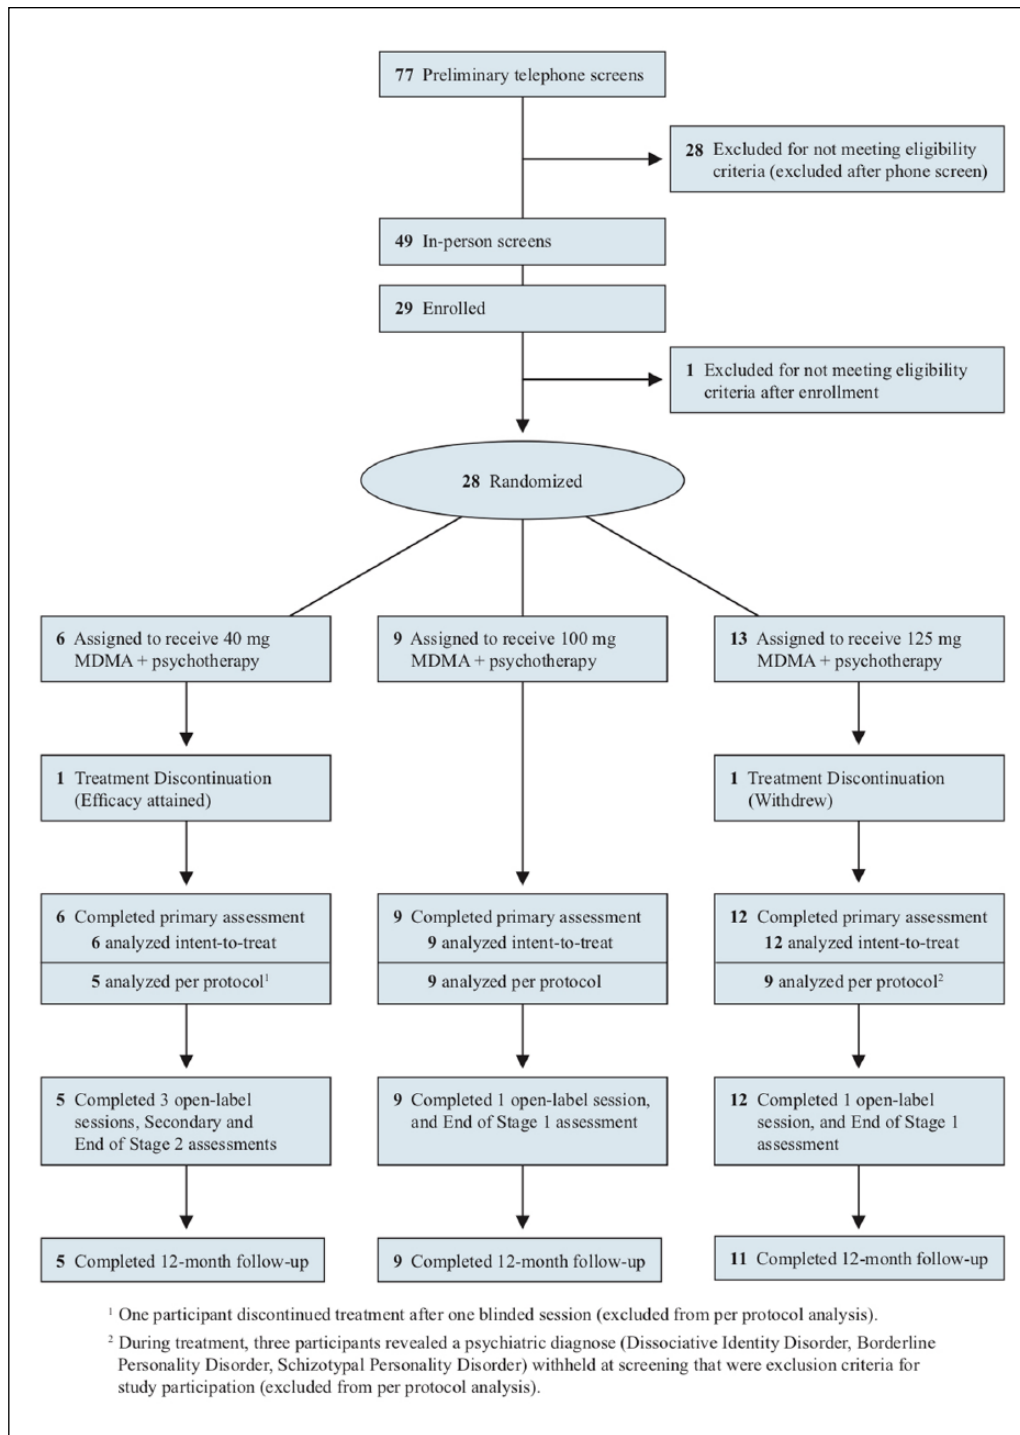 77 Preliminary telephone screens
28 Excluded for not meeting eligibility
criteria (excluded after phone screen)
49 In-person screens
29 Enrolled
1 Excluded for not meeting eligibility
criteria after enrollment
28 Randomized
6 Assigned to receive 40 mg
MDMA + psychotherapy
9 Assigned to receive 100 mg
MDMA + psychotherapy
13 Assigned to receive 125 mg
MDMA + psychotherapy
1 Treatment Discontinuation
(Efficacy attained)
1 Treatment Discontinuation
(Withdrew)
6 Completed primary assessment
6 analyzed intent-to-treat
5 analyzed per protocol¹
9 Completed primary assessment
9 analyzed intent-to-treat
9 analyzed per protocol
12 Completed primary assessment
12 analyzed intent-to-treat
9 analyzed per protocol²
5 Completed 3 open-label
sessions, Secondary and
End of Stage 2 assessments
9 Completed 1 open-label session,
and End of Stage 1 assessment
12 Completed 1 open-label
session, and End of Stage 1
assessment
5 Completed 12-month follow-up
9 Completed 12-month follow-up
11 Completed 12-month follow-up
¹ One participant discontinued treatment after one blinded session (excluded from per protocol analysis).
² During treatment, three participants revealed a psychiatric diagnose (Dissociative Identity Disorder, Borderline
Personality Disorder, Schizotypal Personality Disorder) withheld at screening that were exclusion criteria for
study participation (excluded from per protocol analysis).